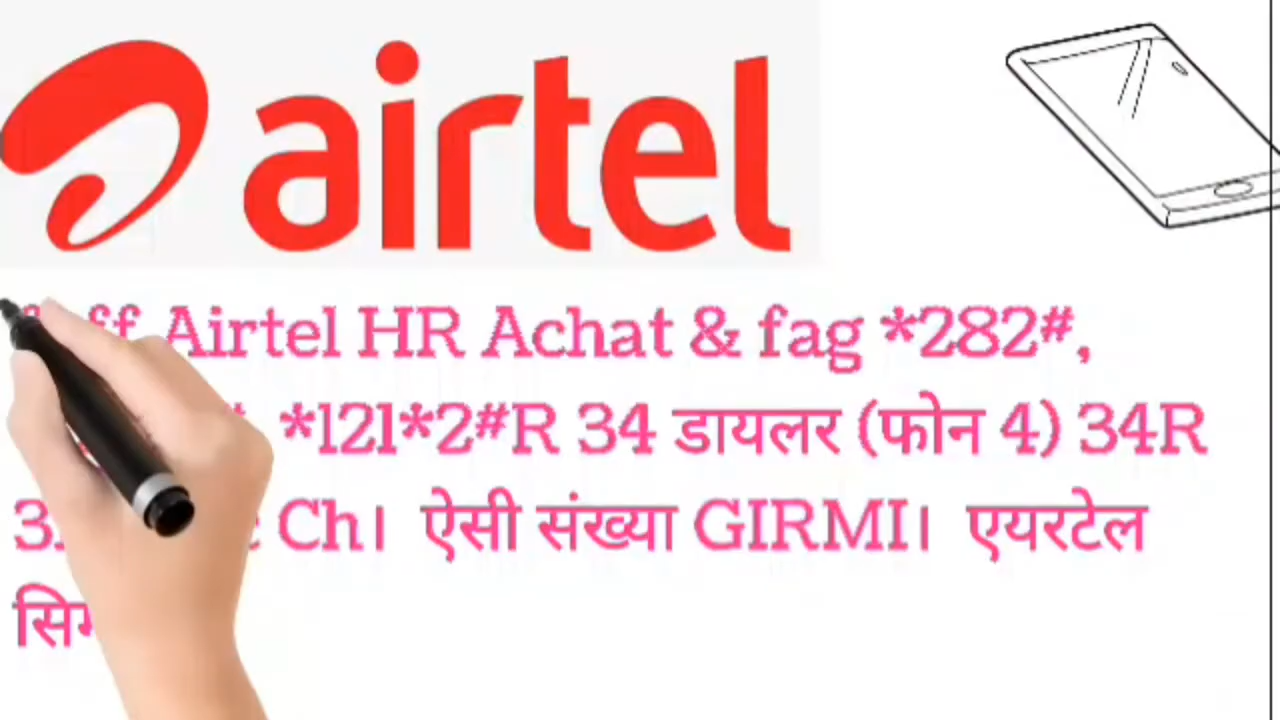 airtel
Airtel HR Achat & fag *282#,
*121*2#R 34 डायलर (फोन 4) 34R
Ch। ऐसी संख्या GIRMI। एयरटेल